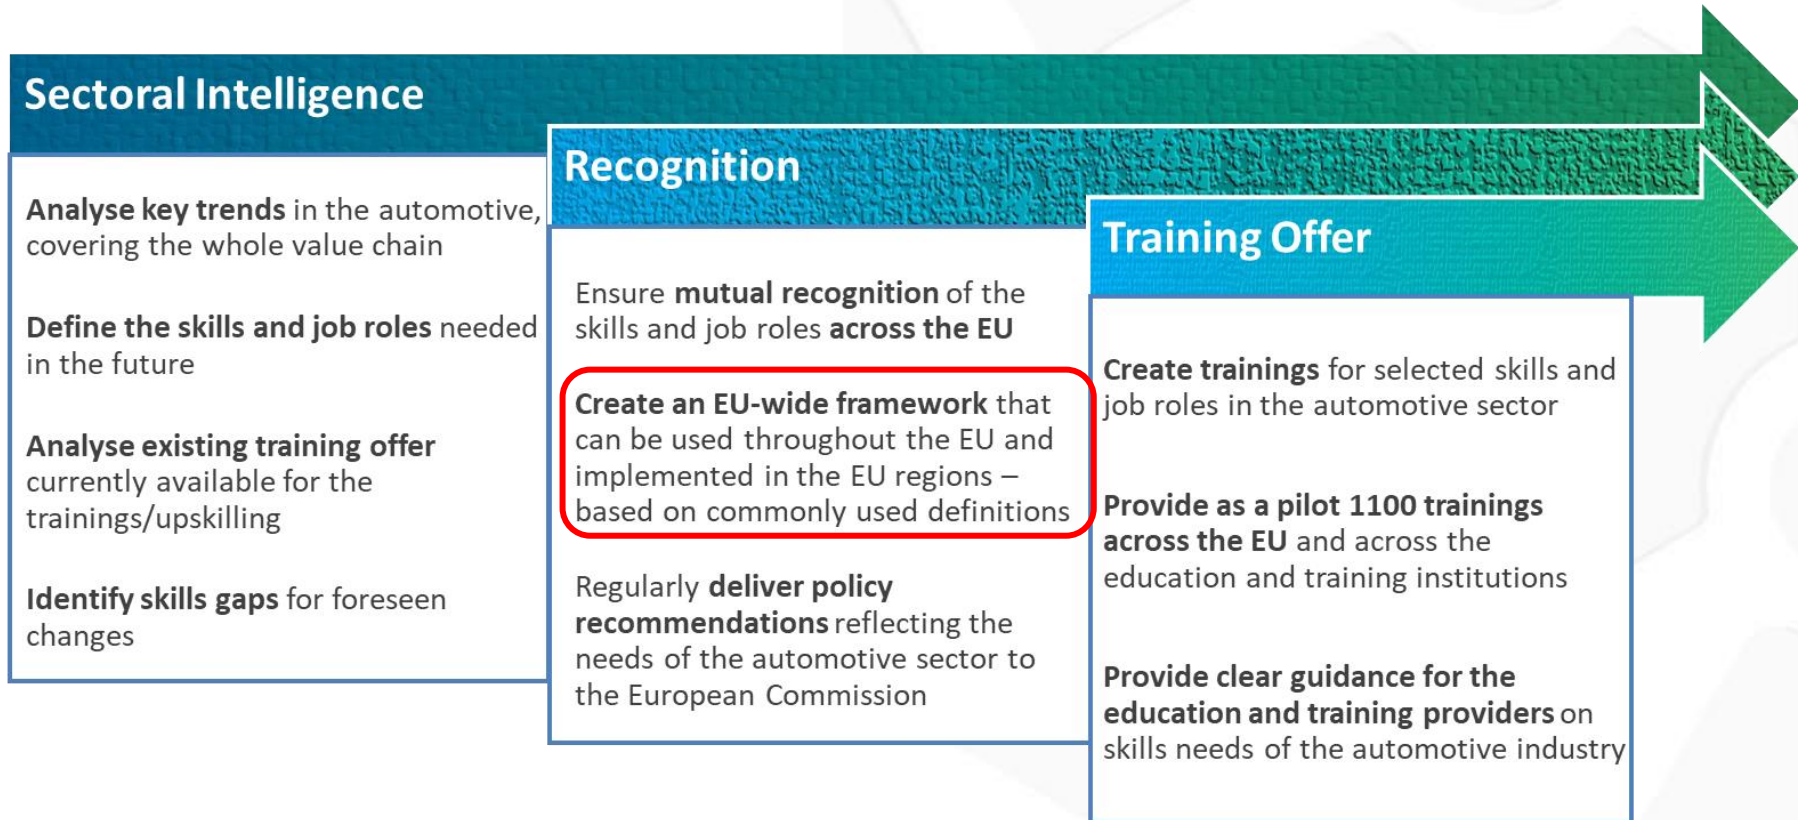 Sectoral Intelligence
Analyse key trends in the automotive,
covering the whole value chain
Define the skills and job roles needed
in the future
Analyse existing training offer
currently available for the
trainings/upskilling
Identify skills gaps for foreseen
changes
Recognition
Ensure mutual recognition of the
skills and job roles across the EU
Create an EU-wide framework that
can be used throughout the EU and
implemented in the EU regions –
based on commonly used definitions
Regularly deliver policy
recommendations reflecting the
needs of the automotive sector to
the European Commission
Training Offer
Create trainings for selected skills and
job roles in the automotive sector
Provide as a pilot 1100 trainings
across the EU and across the
education and training institutions
Provide clear guidance for the
education and training providers on
skills needs of the automotive industry